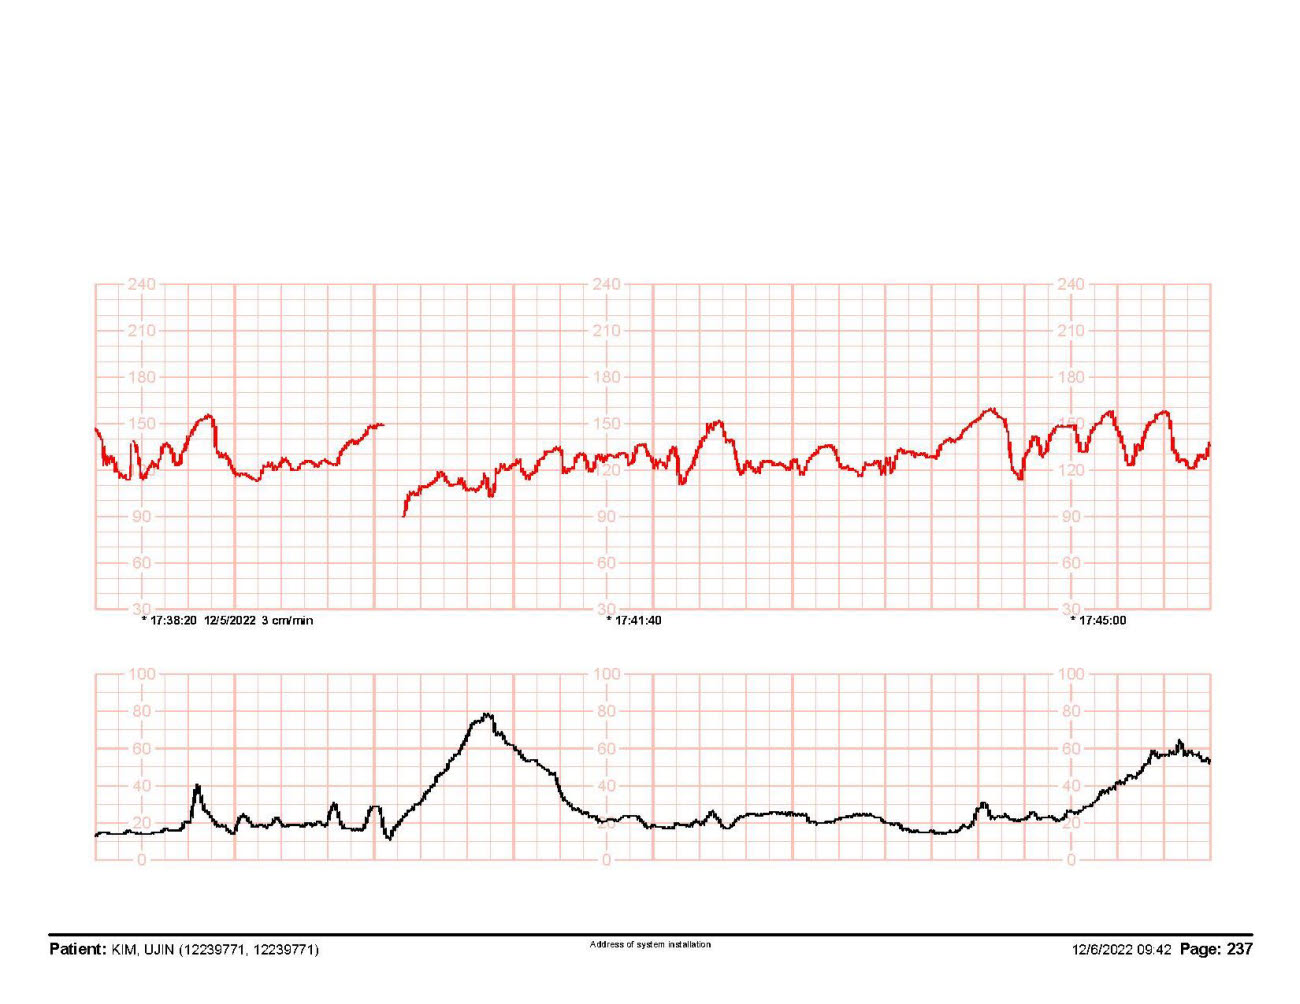 240 240 240
210 210 210
180 180 180
150 150 150
120 120
90 90 90
60 60 60
30 30 30
* 17:38:20 12/5/2022 3 cm/min * 17:41:40 * 17:45:00
100 100 100
80 80 80
60 60 60
40 40 40
20 20 20
0 0 0
Patient: KIM, UJIN (12239771, 12239771) Address of system installation 12/6/2022 09:42 Page: 237